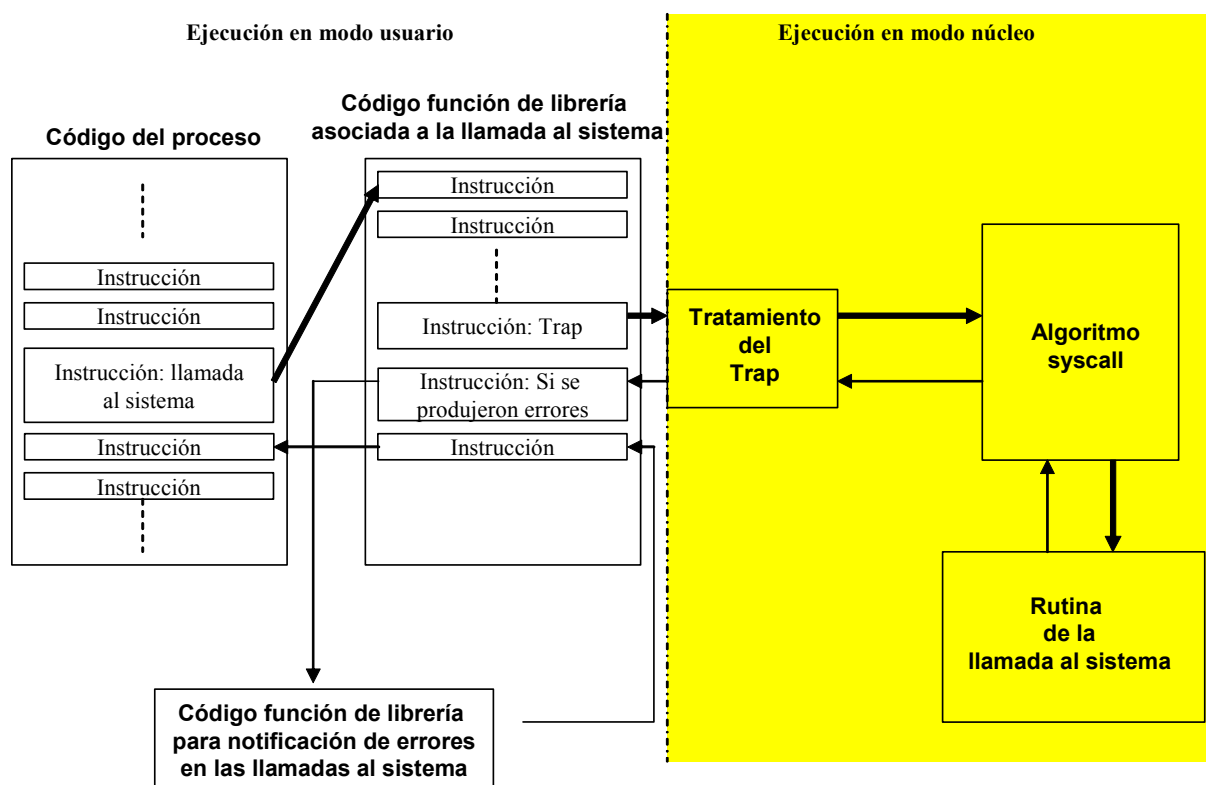 Ejecución en modo usuario
Ejecución en modo núcleo
Código del proceso
Código función de librería
asociada a la llamada al sistema
Instrucción
Instrucción
Instrucción: llamada
al sistema
Instrucción
Instrucción
Instrucción
Instrucción
Instrucción: Trap
Instrucción: Si se
produjeron errores
Instrucción
Tratamiento
del
Trap
Algoritmo
syscall
Rutina
de la
llamada al sistema
Código función de librería
para notificación de errores
en las llamadas al sistema